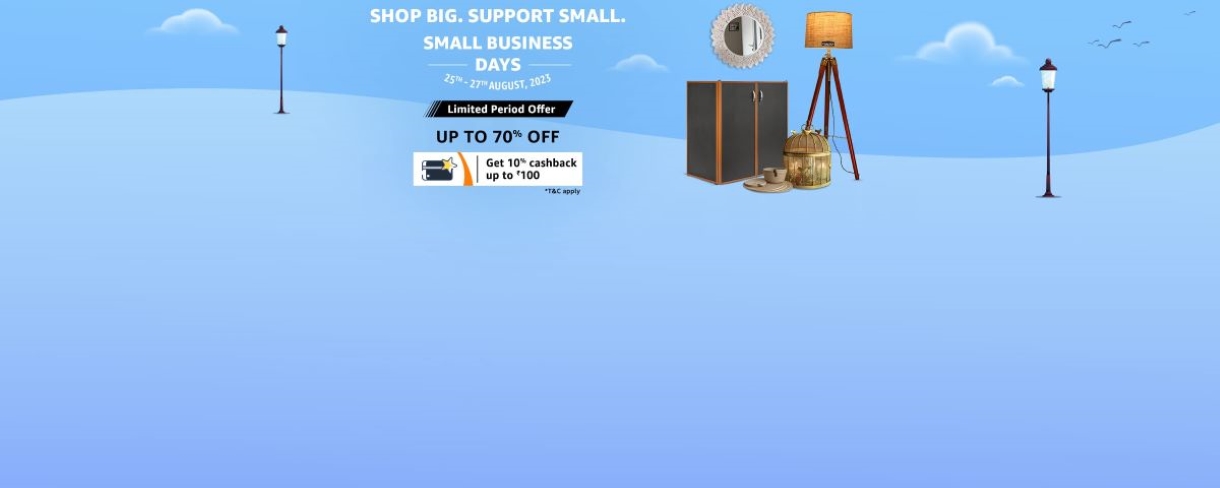 SHOP BIG. SUPPORT SMALL.
SMALL BUSINESS
DAYS
25TH - 27TH AUGUST, 2023
Limited Period Offer
UP TO 70% OFF
Get 10% cashback
up to ₹100
*T&C apply